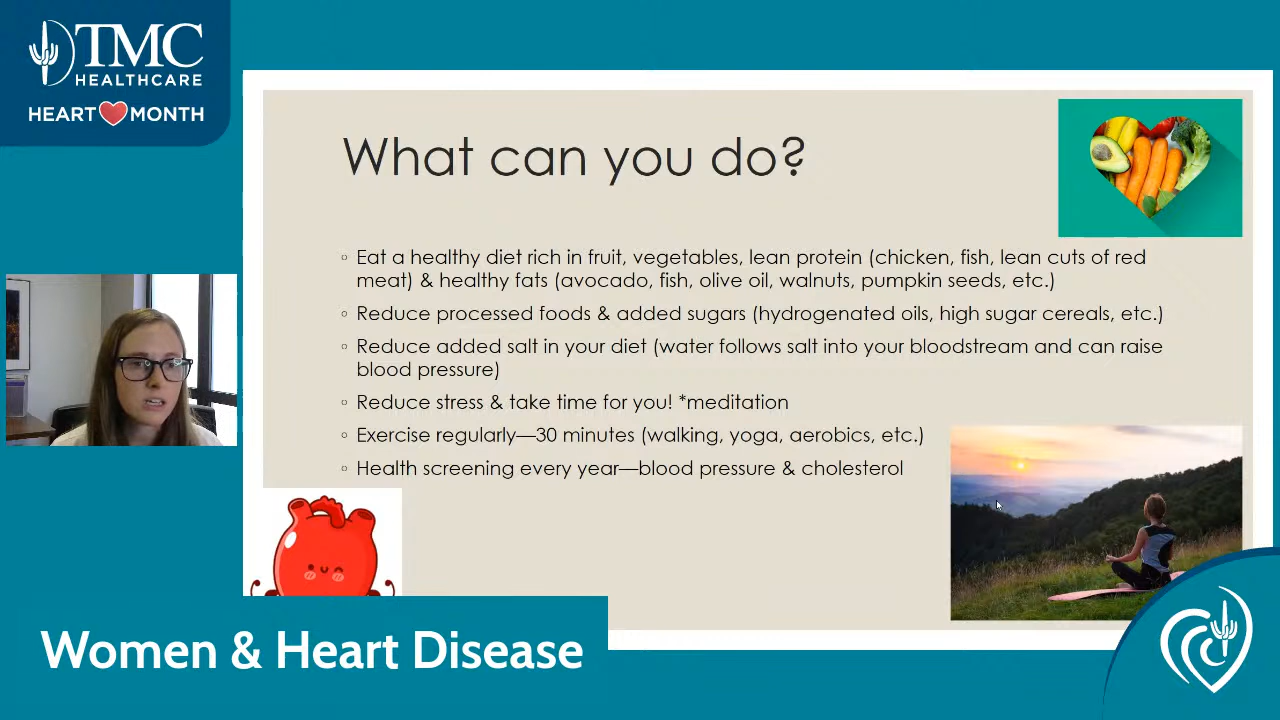 TMC
HEALTHCARE
HEART MONTH
What can you do?
◦ Eat a healthy diet rich in fruit, vegetables, lean protein (chicken, fish, lean cuts of red
meat) & healthy fats (avocado, fish, olive oil, walnuts, pumpkin seeds, etc.)
◦ Reduce processed foods & added sugars (hydrogenated oils, high sugar cereals, etc.)
◦ Reduce added salt in your diet (water follows salt into your bloodstream and can raise
blood pressure)
◦ Reduce stress & take time for you! *meditation
◦ Exercise regularly—30 minutes (walking, yoga, aerobics, etc.)
◦ Health screening every year—blood pressure & cholesterol
Women & Heart Disease